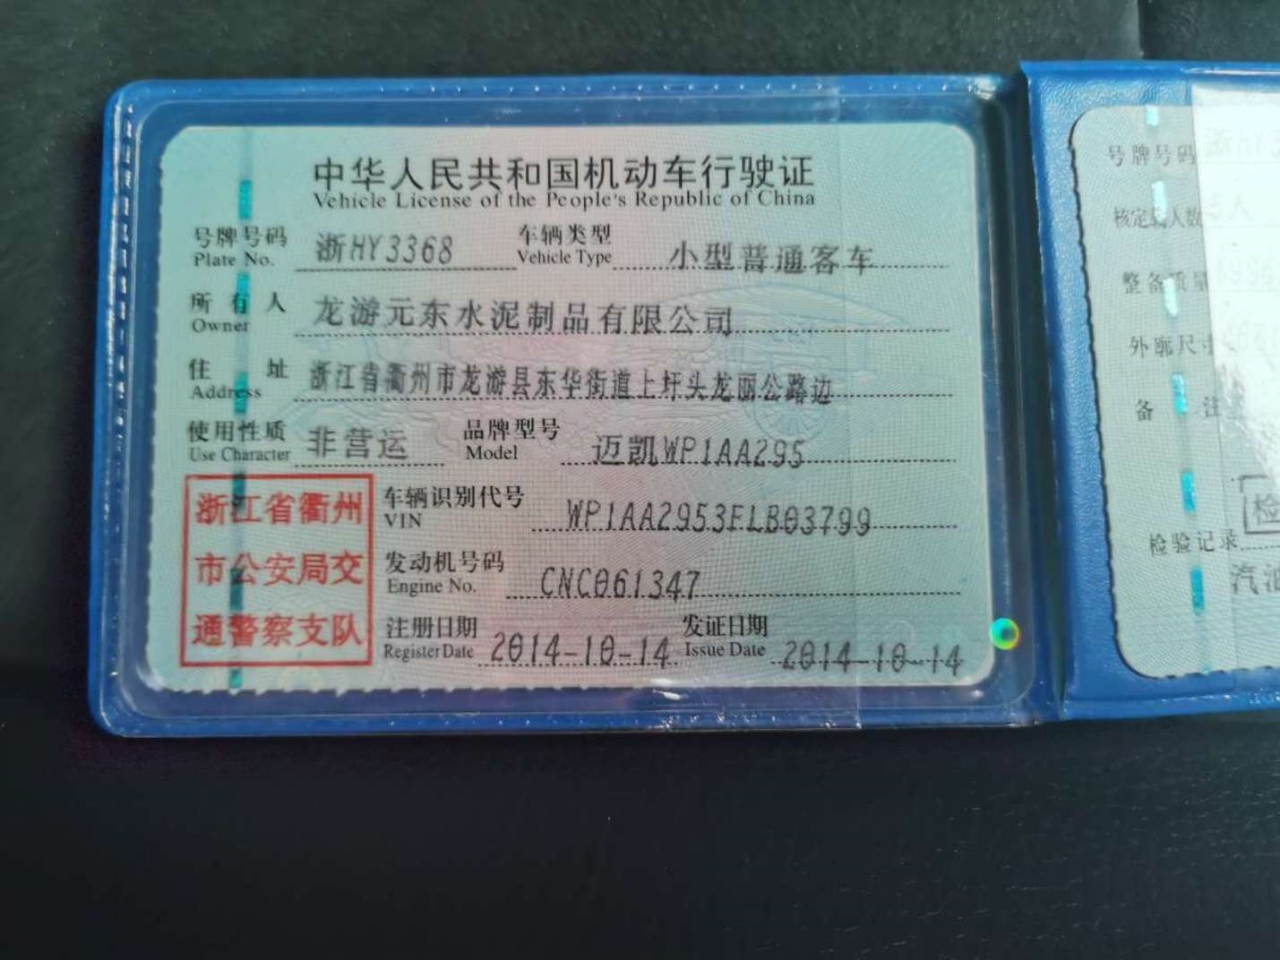 中华人民共和国机动车行驶证
Vehicle License of the People's Republic of China
号牌号码 浙HY3368 车辆类型 小型普通客车
Plate No. Vehicle Type
所有人 龙游元东水泥制品有限公司
Owner
住址 浙江省衢州市龙游县东华街道上圩头龙丽公路边
Address
使用性质 非营运 品牌型号 迈凯WP1AA295
Use Character Model
浙江省衢州
市公安局交
通警察支队
车辆识别代号 WP1AA2953FLB03799
VIN
发动机号码 CNC061347
Engine No.
注册日期 2014-10-14 发证日期 2014-10-14
Register Date Issue Date
号牌号码
核定载人数 人
整备质量
外廓尺寸
备注
检
检验记录
汽油